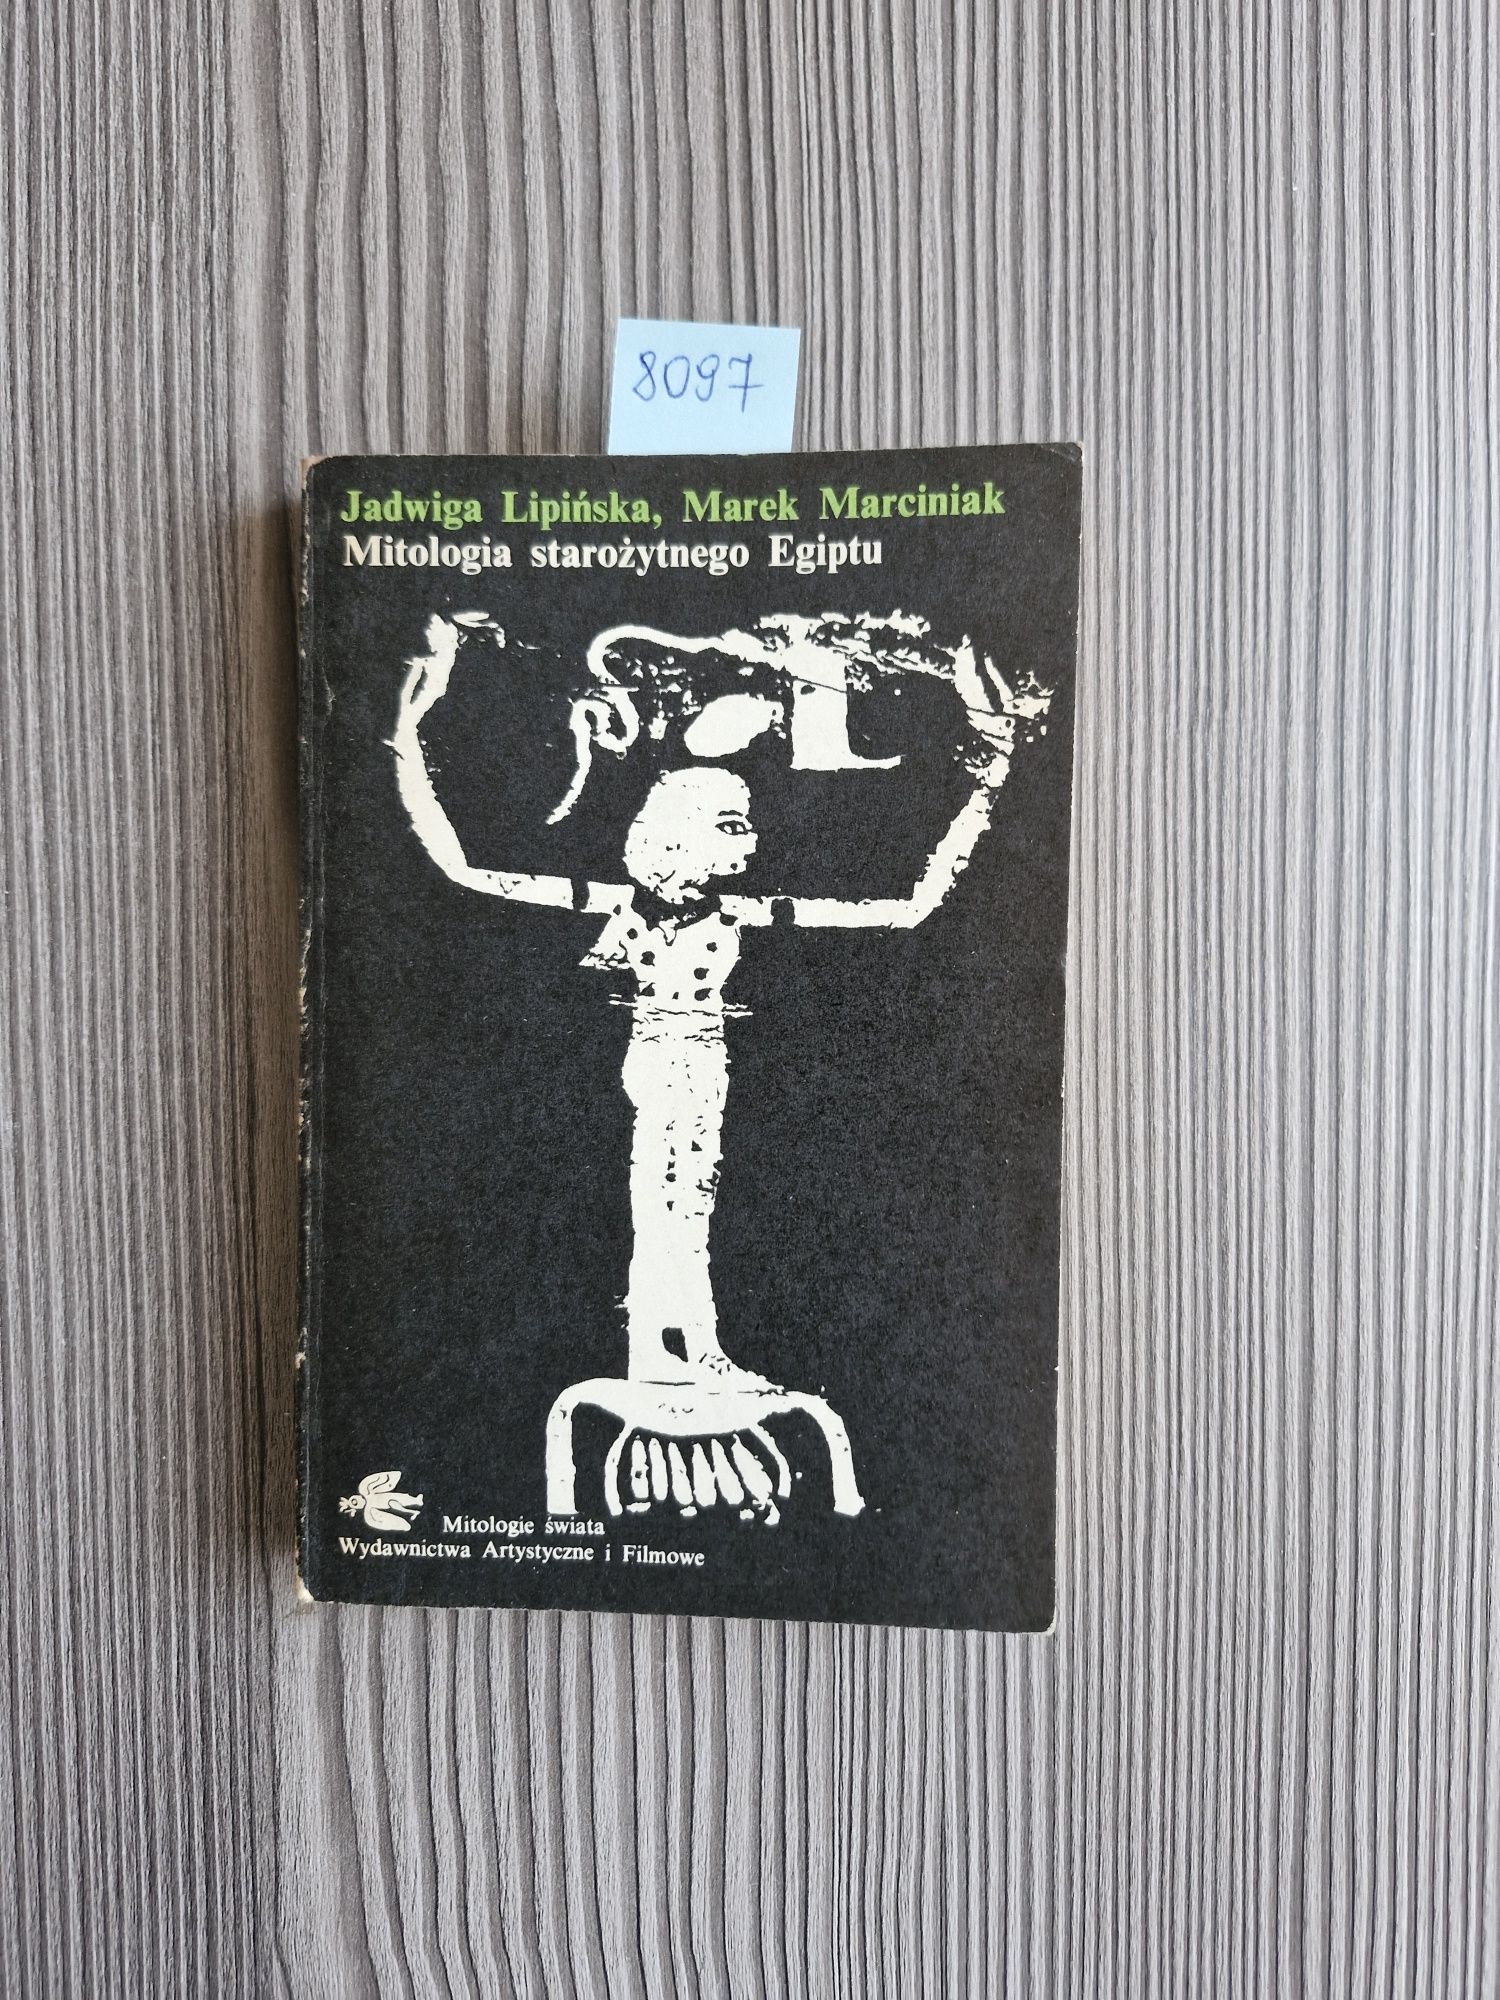 8097
Jadwiga Lipińska, Marek Marciniak
Mitologia starożytnego Egiptu
Mitologie świata
Wydawnictwa Artystyczne i Filmowe